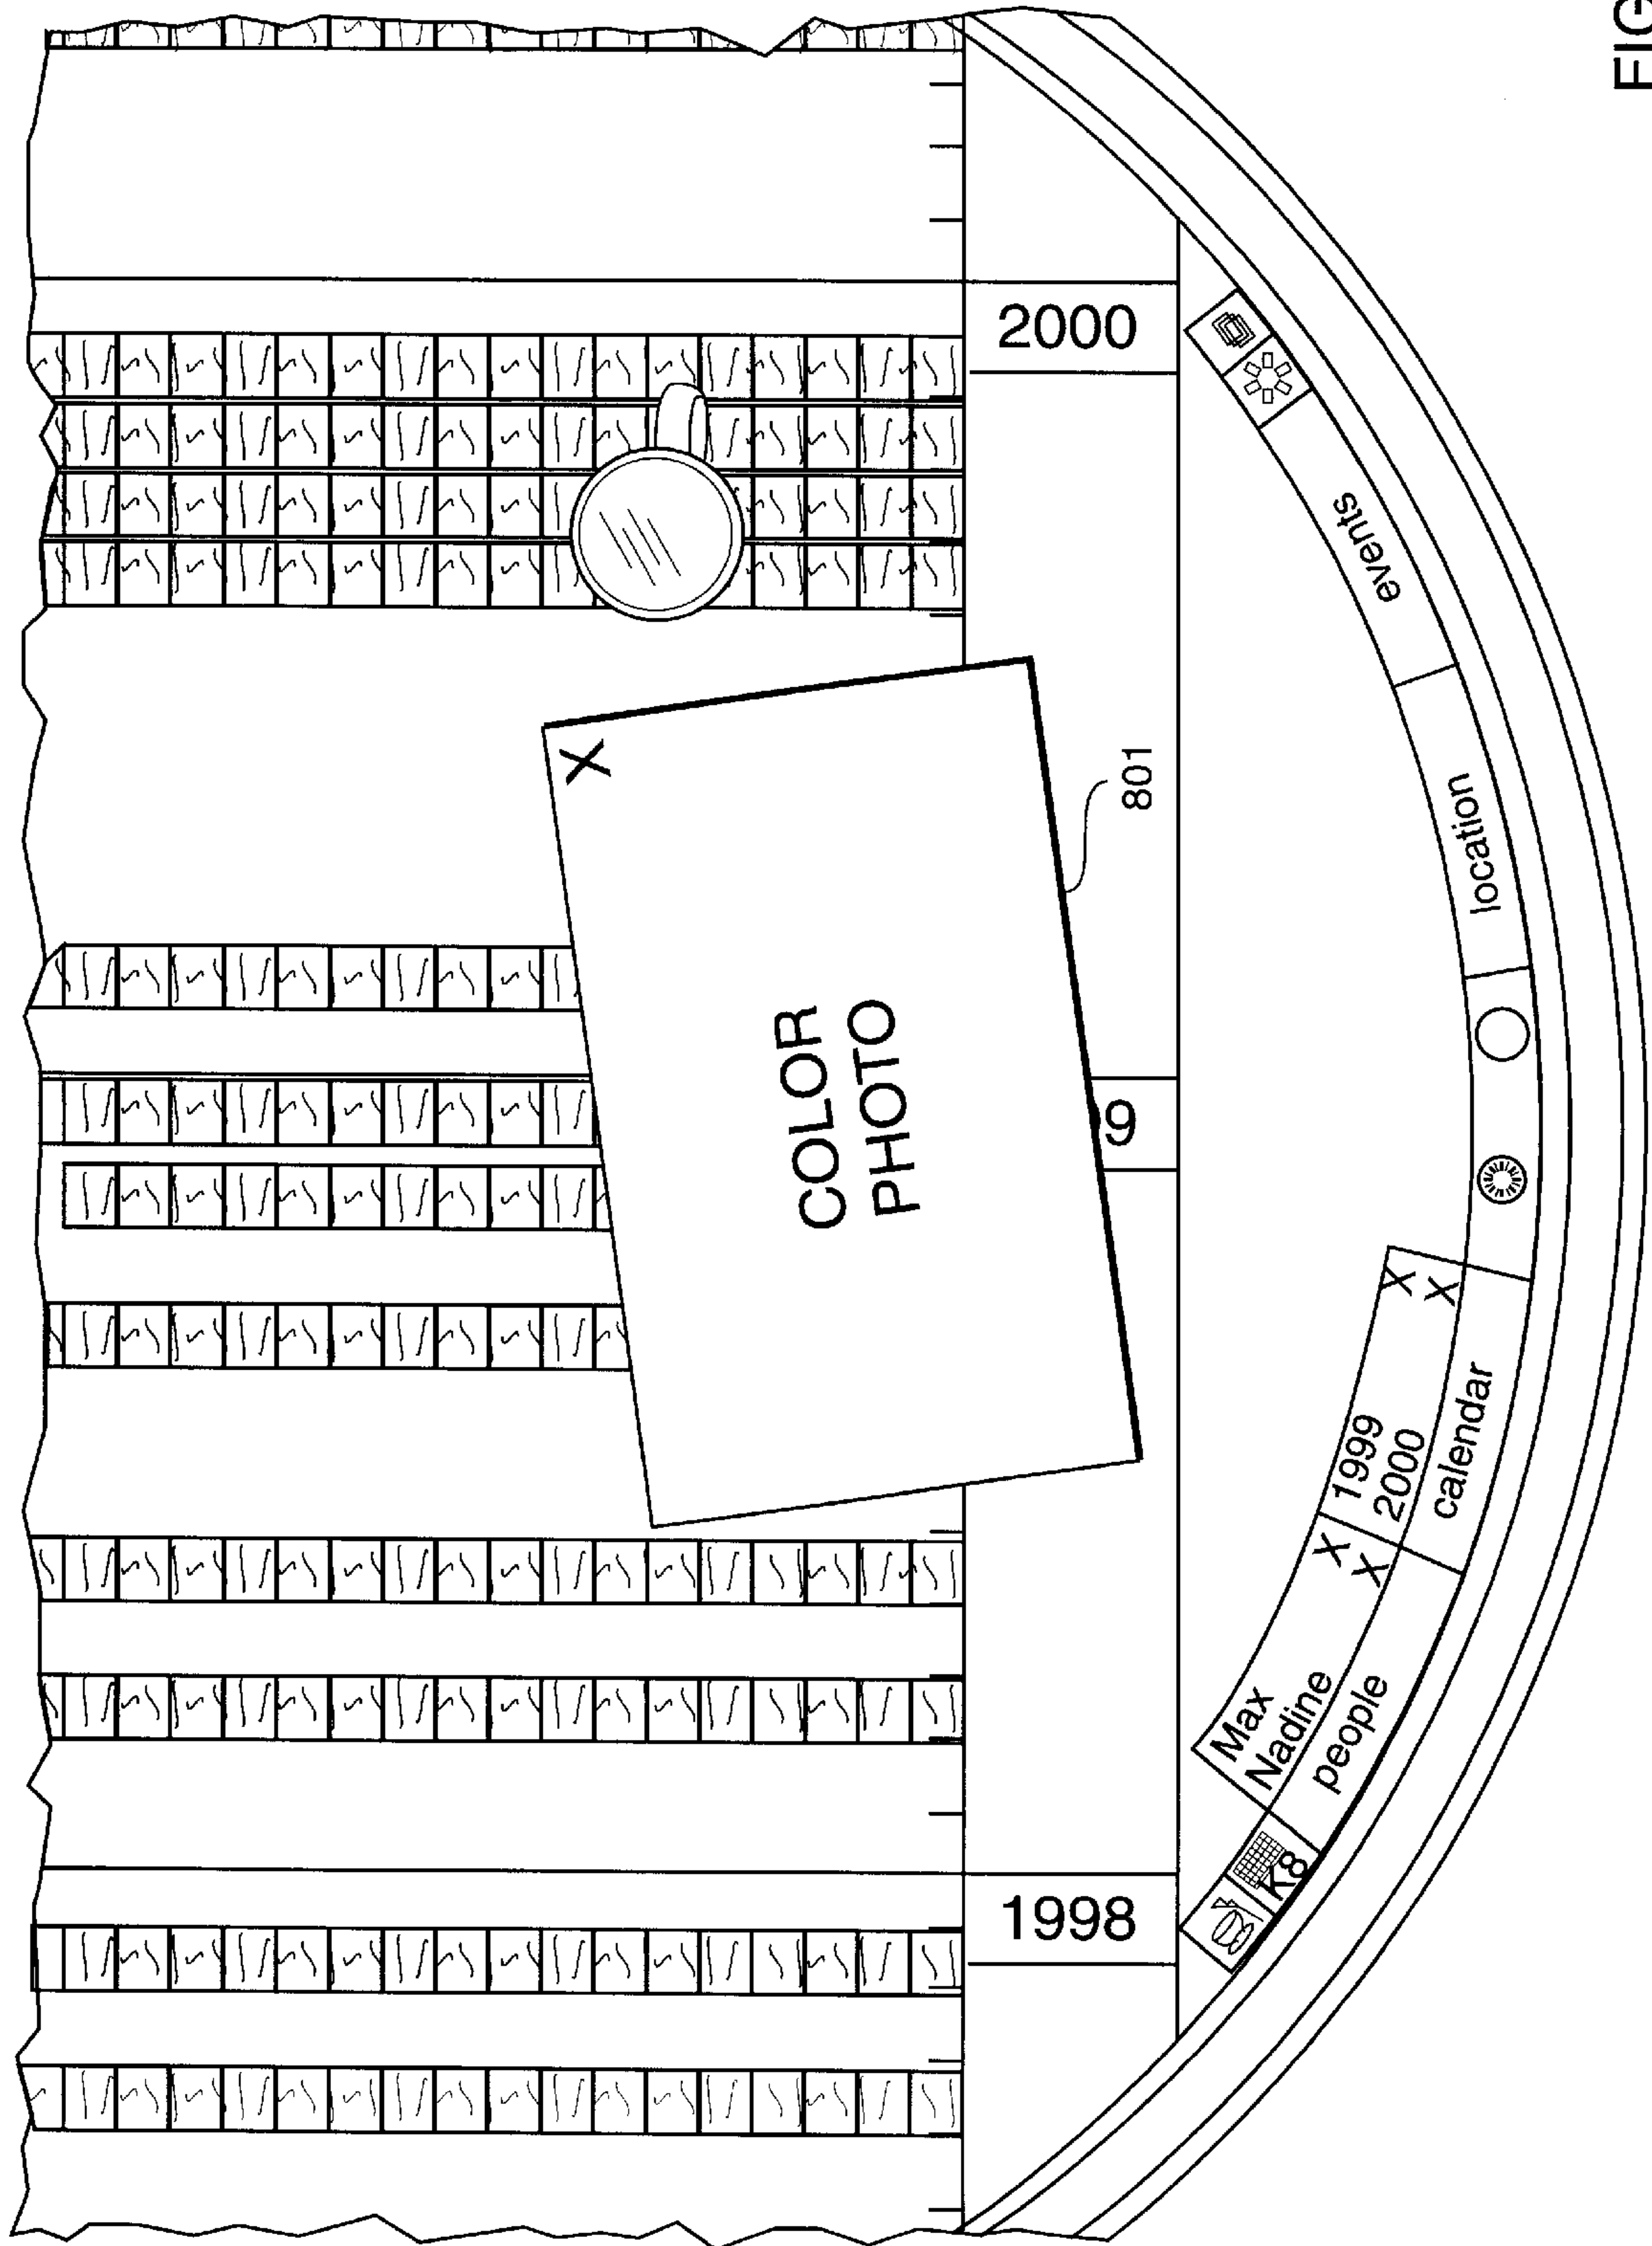 FIG
2000
9
1998
X
COLOR
PHOTO
801
Max X
Nadine X
people
1999 X
2000 X
calendar
location
events
K8